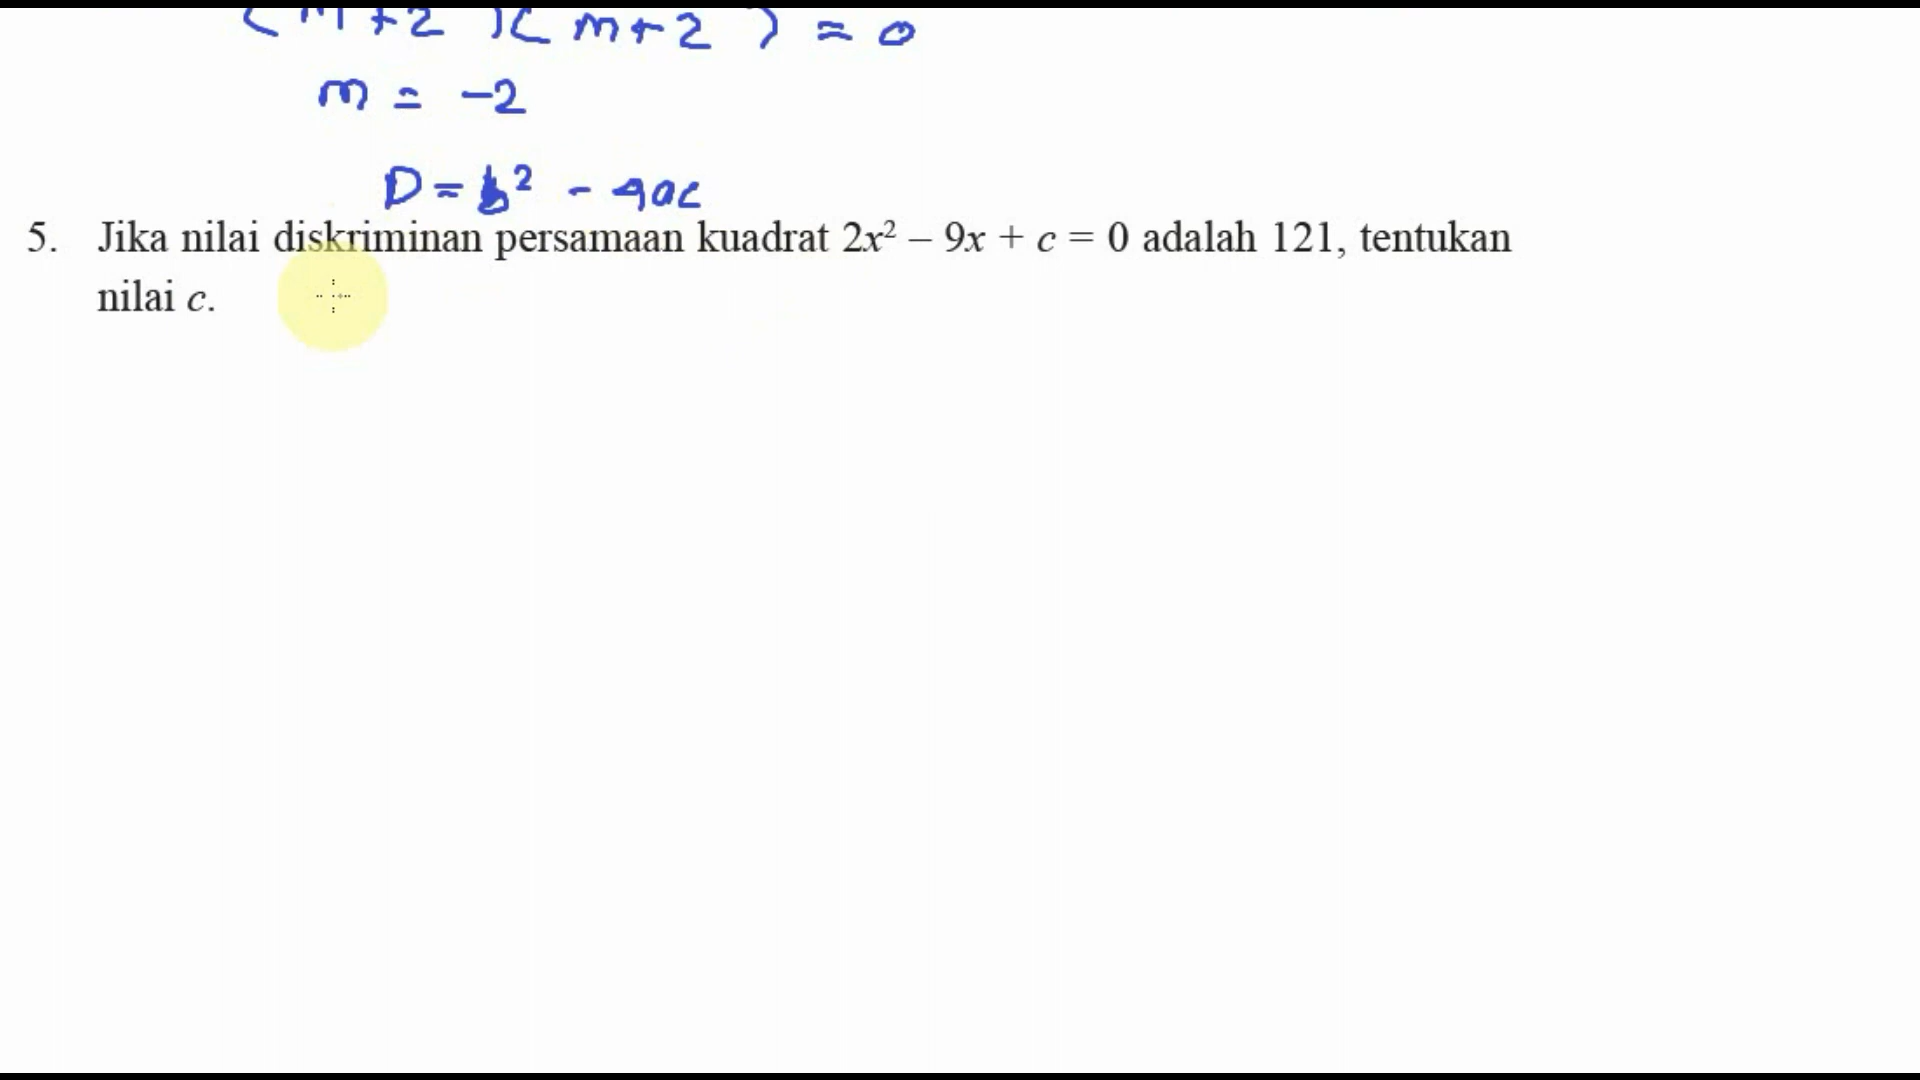 (m+2)(m+2) = 0
m = -2
D = b² - 4ac
5. Jika nilai diskriminan persamaan kuadrat 2x² – 9x + c = 0 adalah 121, tentukan
nilai c.